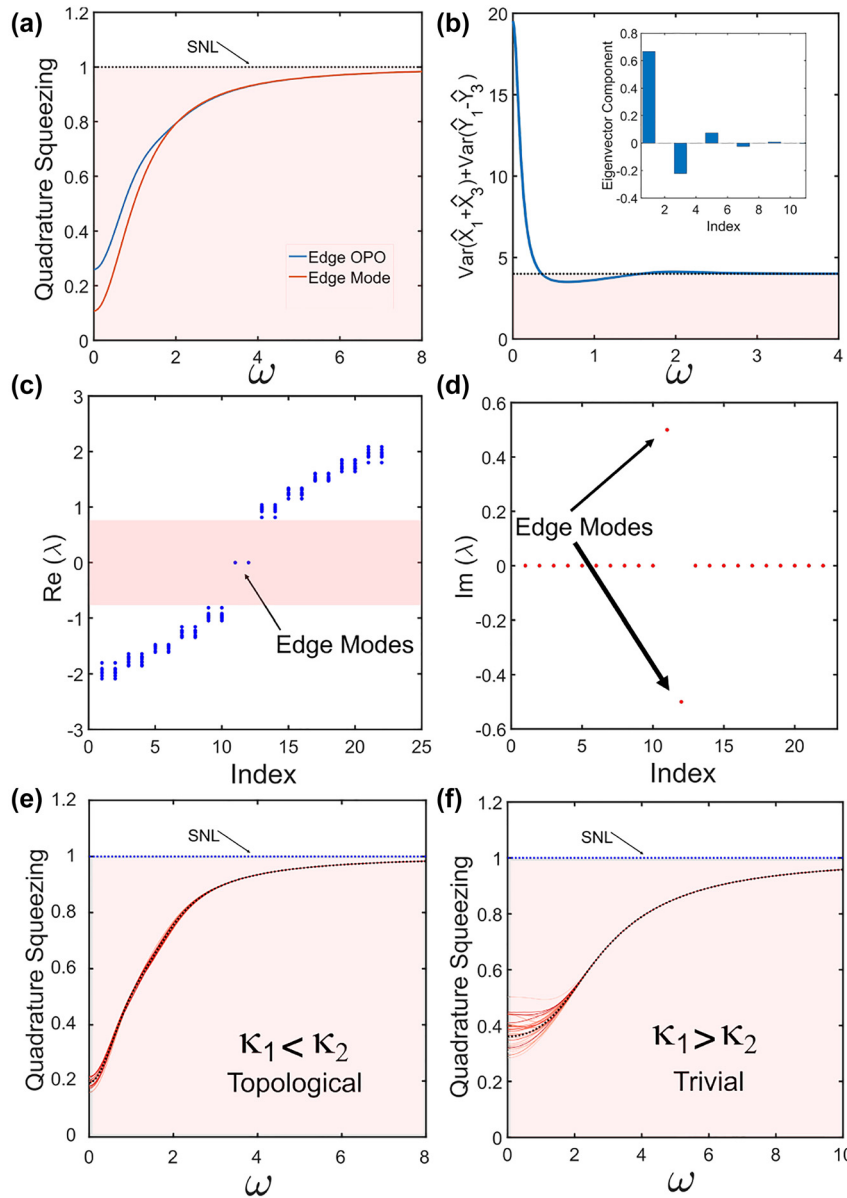 (a)
Quadrature Squeezing
1.2
1
0.8
0.6
0.4
0.2
0
SNL
Edge OPO
Edge Mode
0 2 4 6 8
ω
(b)
Var(X̂₁+X̂₃)+Var(Ŷ₁-Ŷ₃)
20
15
10
5
0
Eigenvector Component
0.8
0.6
0.4
0.2
0
-0.2
-0.4
2 4 6 8 10
Index
0 1 2 3 4
ω
(c)
Re (λ)
3
2
1
0
-1
-2
-3
Edge Modes
0 5 10 15 20 25
Index
(d)
Im (λ)
0.6
0.4
0.2
0
-0.2
-0.4
-0.6
Edge Modes
0 5 10 15 20
Index
(e)
Quadrature Squeezing
1.2
1
0.8
0.6
0.4
0.2
0
SNL
κ₁< κ₂
Topological
0 2 4 6 8
ω
(f)
Quadrature Squeezing
1.2
1
0.8
0.6
0.4
0.2
0
SNL
κ₁> κ₂
Trivial
0 2 4 6 8 10
ω